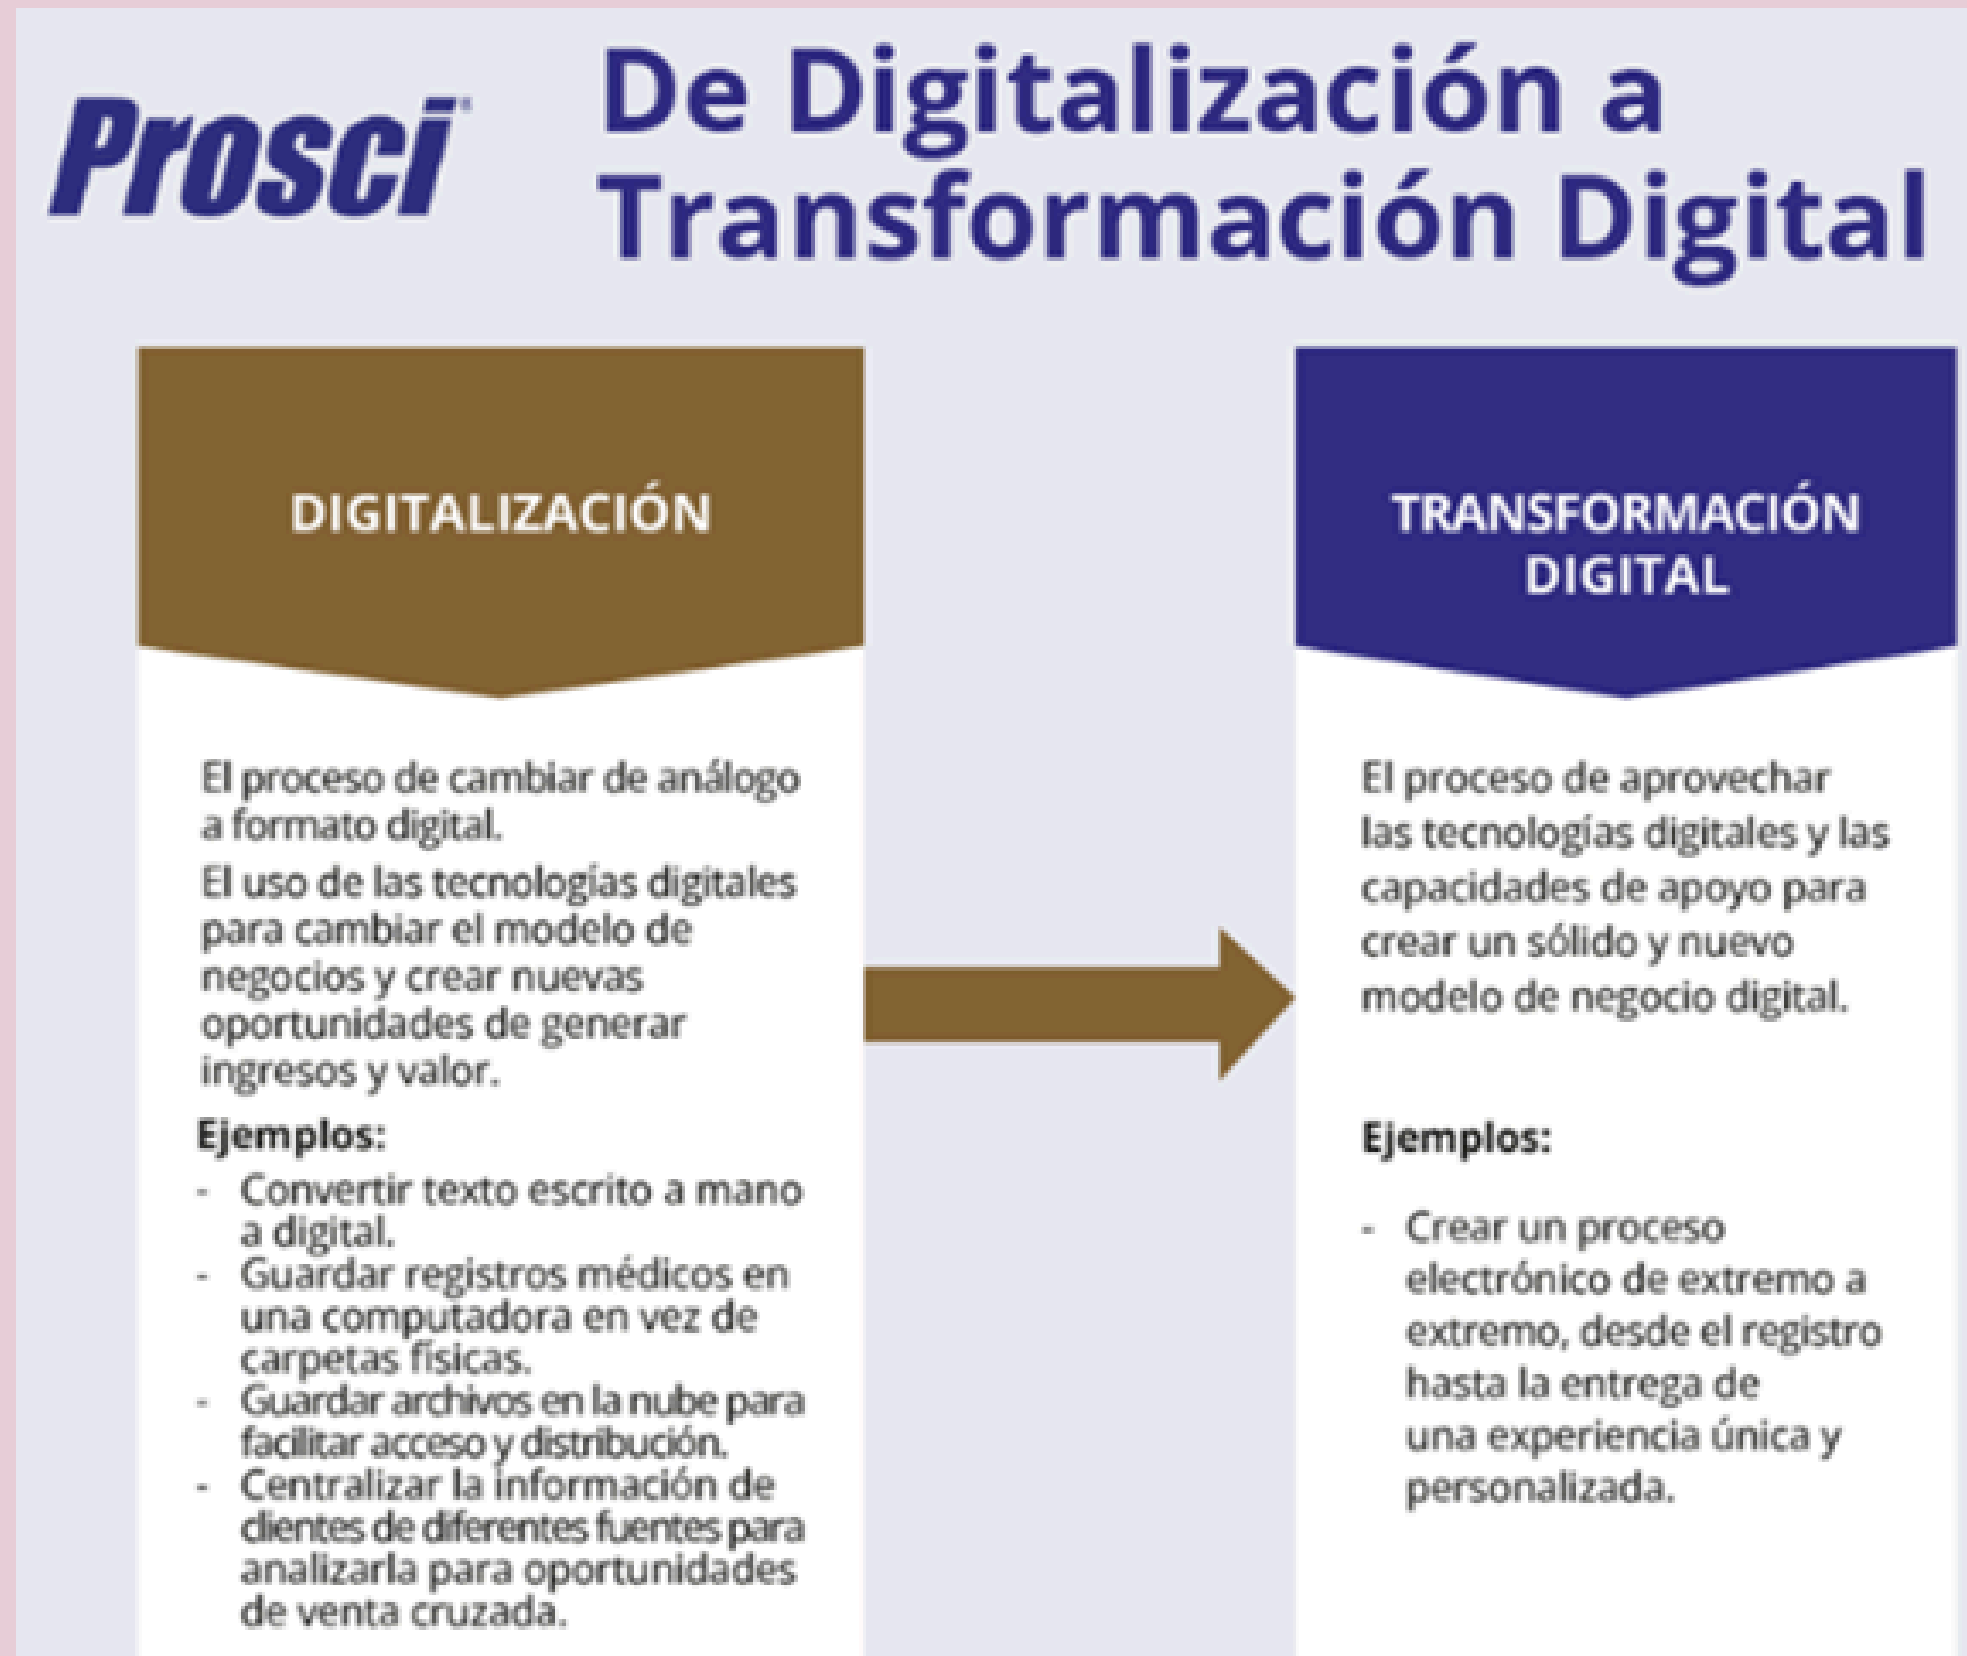 Prosci
De Digitalización a
Transformación Digital
DIGITALIZACIÓN
El proceso de cambiar de análogo
a formato digital.
El uso de las tecnologías digitales
para cambiar el modelo de
negocios y crear nuevas
oportunidades de generar
ingresos y valor.
Ejemplos:
- Convertir texto escrito a mano
a digital.
- Guardar registros médicos en
una computadora en vez de
carpetas físicas.
- Guardar archivos en la nube para
facilitar acceso y distribución.
- Centralizar la información de
clientes de diferentes fuentes para
analizarla para oportunidades
de venta cruzada.
TRANSFORMACIÓN
DIGITAL
El proceso de aprovechar
las tecnologías digitales y las
capacidades de apoyo para
crear un sólido y nuevo
modelo de negocio digital.
Ejemplos:
- Crear un proceso
electrónico de extremo a
extremo, desde el registro
hasta la entrega de
una experiencia única y
personalizada.